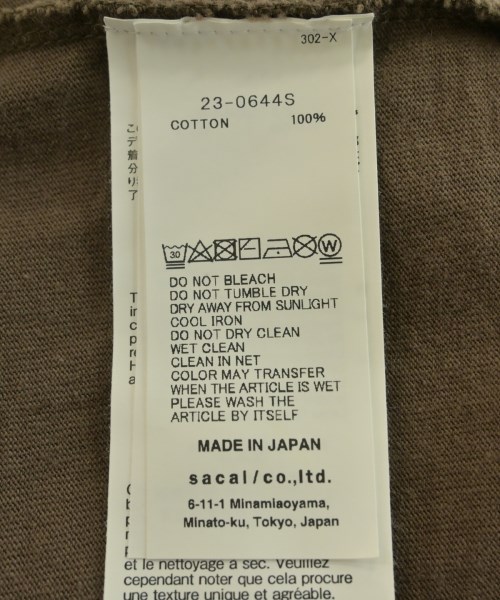 302-X
23-0644S
COTTON 100%
30
W
DO NOT BLEACH
DO NOT TUMBLE DRY
DRY AWAY FROM SUNLIGHT
COOL IRON
DO NOT DRY CLEAN
WET CLEAN
CLEAN IN NET
COLOR MAY TRANSFER
WHEN THE ARTICLE IS WET
PLEASE WASH THE
ARTICLE BY ITSELF
MADE IN JAPAN
sacai/co.,ltd.
6-11-1 Minamiaoyama,
Minato-ku, Tokyo, Japan
et le nettoyage à sec. Veuillez
cependant noter que cela procure
une texture unique et agréable.